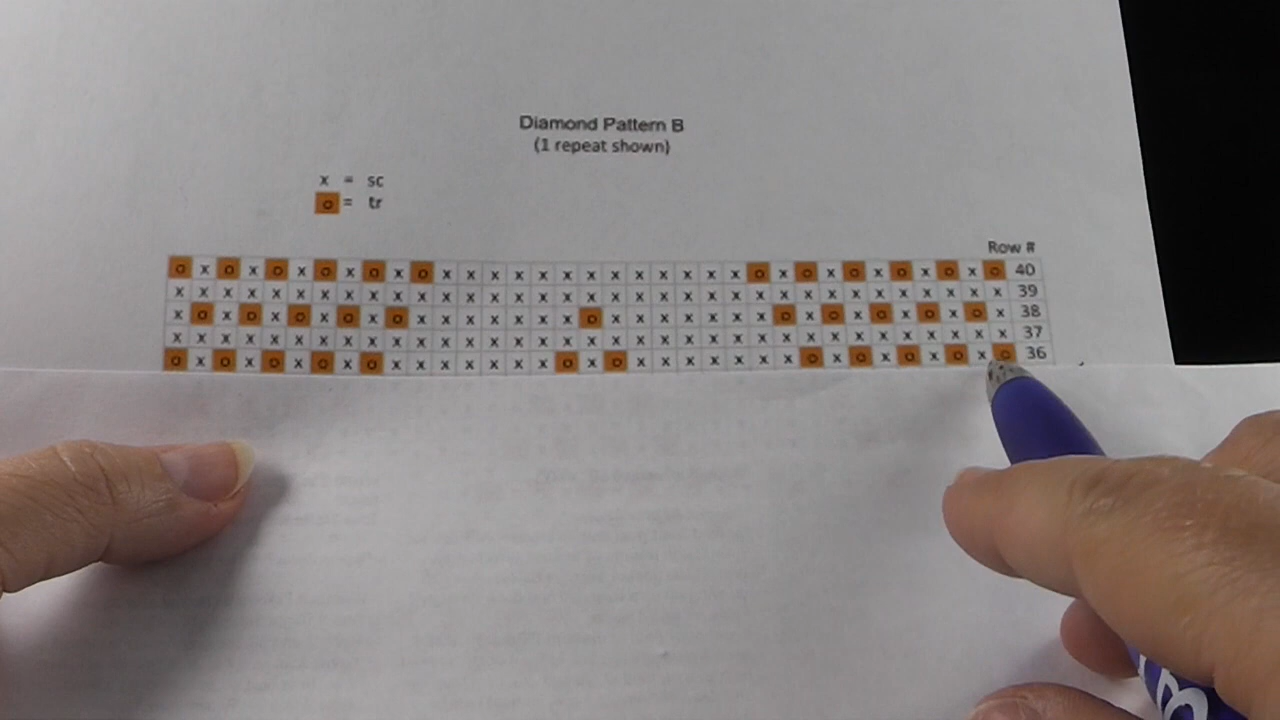 Diamond Pattern B
(1 repeat shown)
x = sc
o = tr
Row #
o x o x o x o x o x o x x x x x x x x x x x x x o x o x o x o x o x o 40
x x x x x x x x x x x x x x x x x x x x x x x x x x x x x x x x x x x 39
x o x o x o x o x o x x x x x x x o x x x x x x x o x o x o x o x o x 38
x x x x x x x x x x x x x x x x x x x x x x x x x x x x x x x x x x x 37
o x o x o x o x o x x x x x x x o x o x x x x x x x o x o x o x o x o 36